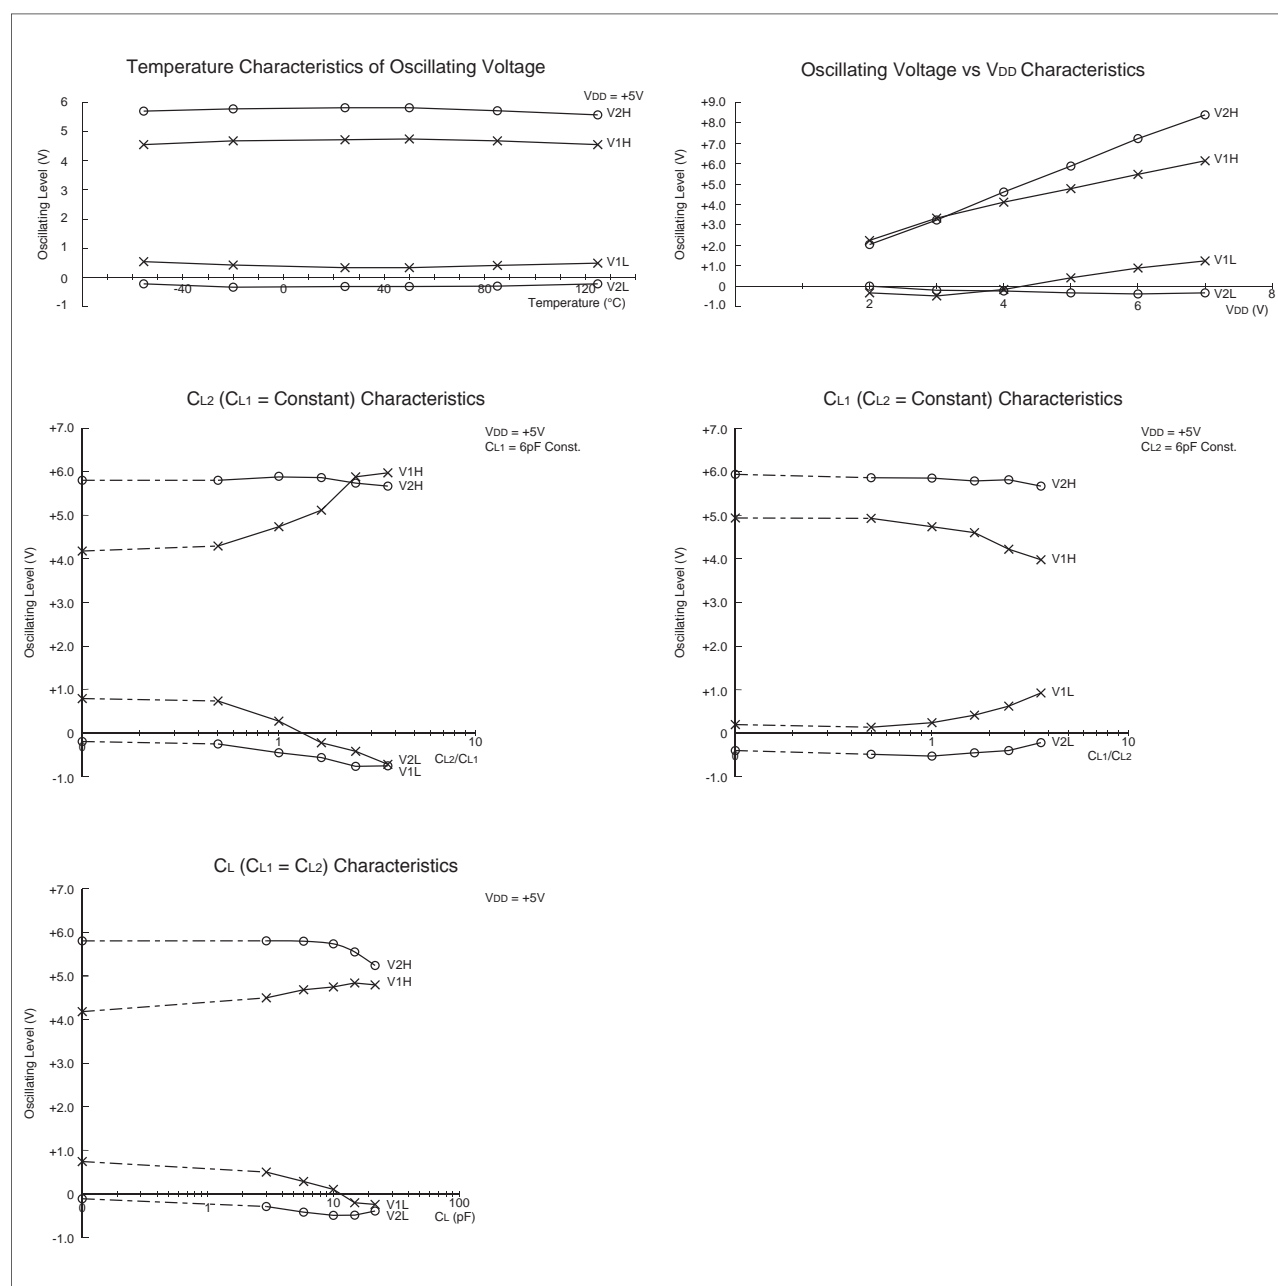 Temperature Characteristics of Oscillating Voltage
VDD = +5V
Oscillating Level (V)
6
5
4
3
2
1
0
-1
-40
0
40
80
120
Temperature (°C)
V2H
V1H
V1L
V2L
Oscillating Voltage vs VDD Characteristics
Oscillating Level (V)
+9.0
+8.0
+7.0
+6.0
+5.0
+4.0
+3.0
+2.0
+1.0
0
-1.0
2
4
6
8
VDD (V)
V2H
V1H
V1L
V2L
CL2 (CL1 = Constant) Characteristics
VDD = +5V
CL1 = 6pF Const.
Oscillating Level (V)
+7.0
+6.0
+5.0
+4.0
+3.0
+2.0
+1.0
0
-1.0
0
1
10
CL2/CL1
V1H
V2H
V2L
V1L
CL1 (CL2 = Constant) Characteristics
VDD = +5V
CL2 = 6pF Const.
Oscillating Level (V)
+7.0
+6.0
+5.0
+4.0
+3.0
+2.0
+1.0
0
-1.0
0
1
10
CL1/CL2
V2H
V1H
V1L
V2L
CL (CL1 = CL2) Characteristics
VDD = +5V
Oscillating Level (V)
+7.0
+6.0
+5.0
+4.0
+3.0
+2.0
+1.0
0
-1.0
0
1
10
100
CL (pF)
V2H
V1H
V1L
V2L